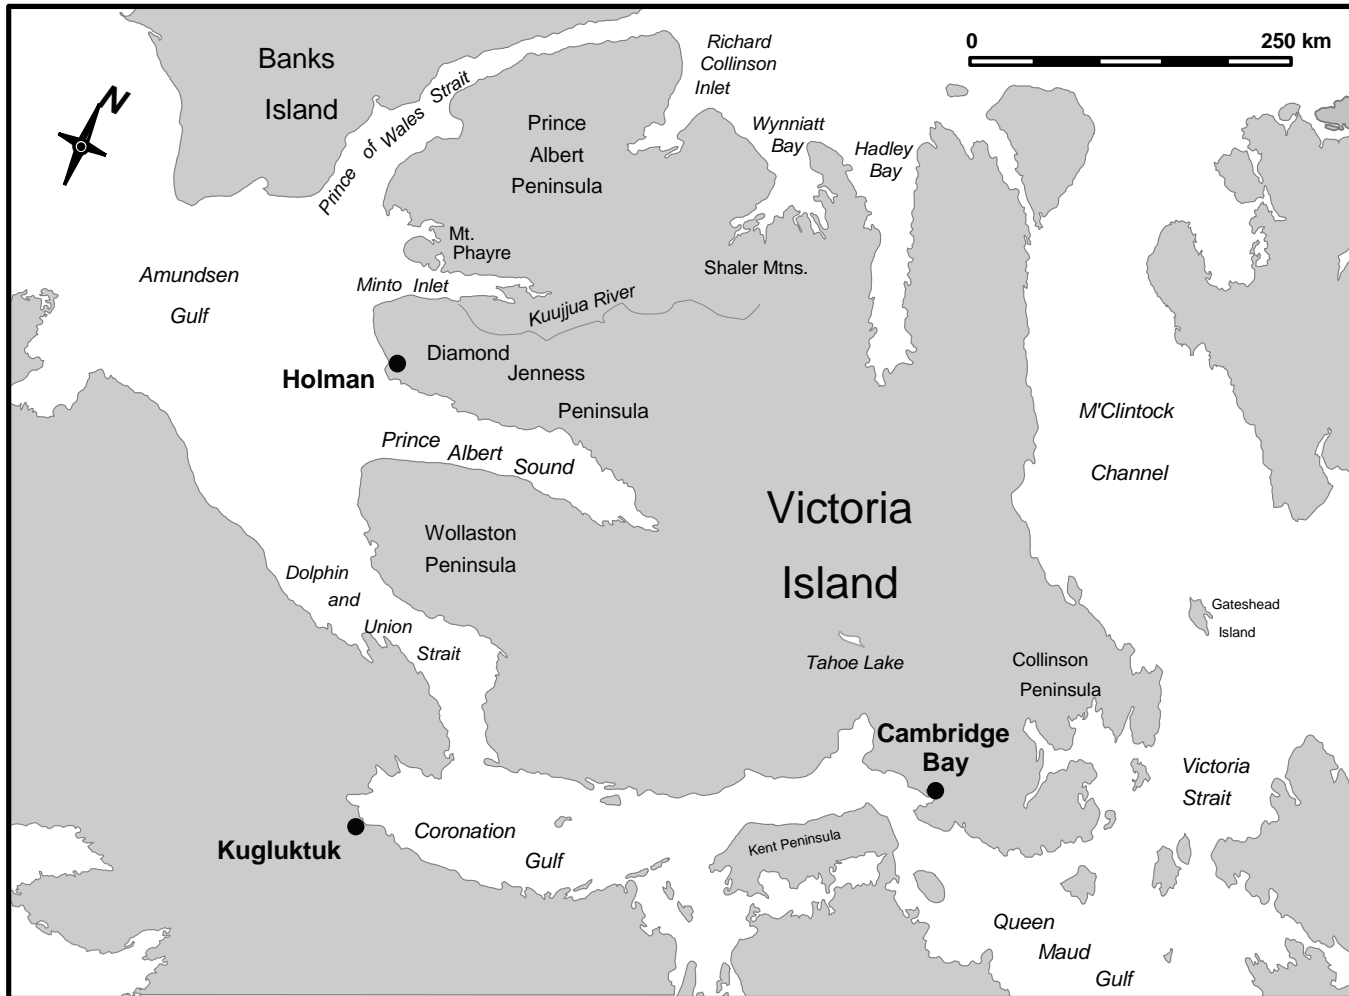 Banks
Island
N
Prince of Wales Strait
Richard
Collinson
Inlet
0 250 km
Prince
Albert
Peninsula
Wynniatt
Bay
Hadley
Bay
Mt.
Phayre
Shaler Mtns.
Amundsen
Gulf
Minto Inlet
Kuujjua River
Holman
Diamond
Jenness
Peninsula
M'Clintock
Channel
Prince Albert Sound
Victoria
Island
Wollaston
Peninsula
Dolphin
and
Union
Strait
Gateshead
Island
Tahoe Lake
Collinson
Peninsula
Cambridge
Bay
Victoria
Strait
Kugluktuk
Coronation
Gulf
Kent Peninsula
Queen
Maud
Gulf